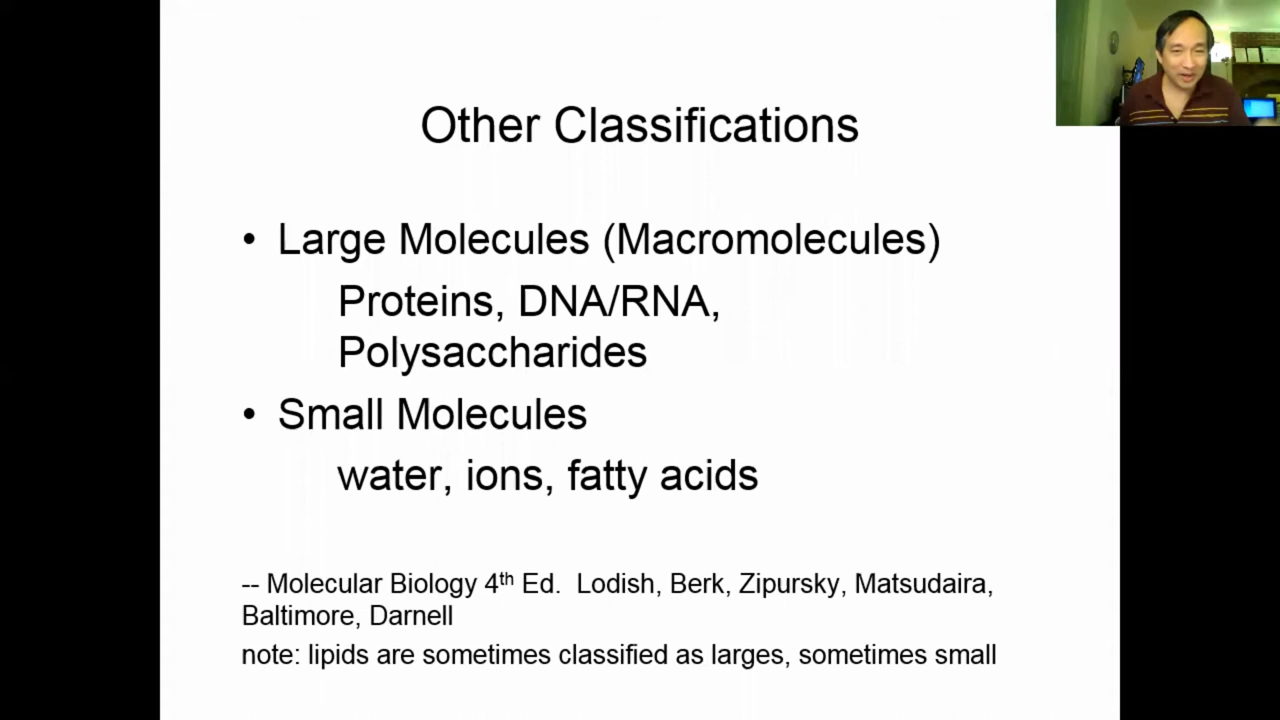 Other Classifications
• Large Molecules (Macromolecules)
Proteins, DNA/RNA,
Polysaccharides
• Small Molecules
water, ions, fatty acids
-- Molecular Biology 4th Ed.  Lodish, Berk, Zipursky, Matsudaira,
Baltimore, Darnell
note: lipids are sometimes classified as larges, sometimes small